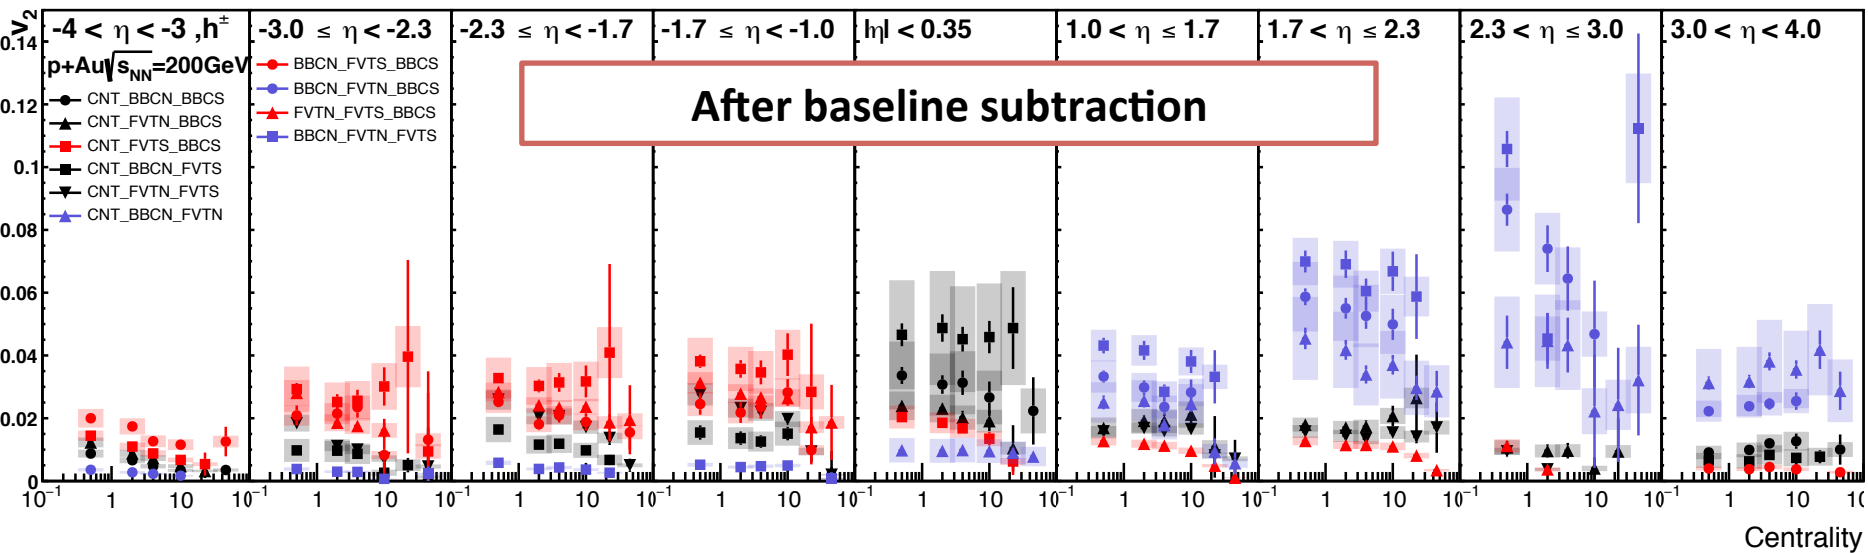 v2
-4 < η < -3 ,h±
-3.0 ≤ η < -2.3
-2.3 ≤ η < -1.7
-1.7 ≤ η < -1.0
|η| < 0.35
1.0 < η ≤ 1.7
1.7 < η ≤ 2.3
2.3 < η ≤ 3.0
3.0 < η < 4.0
p+Au√sNN=200GeV
CNT_BBCN_BBCS
CNT_FVTN_BBCS
CNT_FVTS_BBCS
CNT_BBCN_FVTS
CNT_FVTN_FVTS
CNT_BBCN_FVTN
BBCN_FVTS_BBCS
BBCN_FVTN_BBCS
FVTN_FVTS_BBCS
BBCN_FVTN_FVTS
After baseline subtraction
0.14
0.12
0.1
0.08
0.06
0.04
0.02
0
10−1 1 10 10−1 1 10 10−1 1 10 10−1 1 10 10−1 1 10 10−1 1 10 10−1 1 10 10−1 1 10 10−1 1 10
Centrality